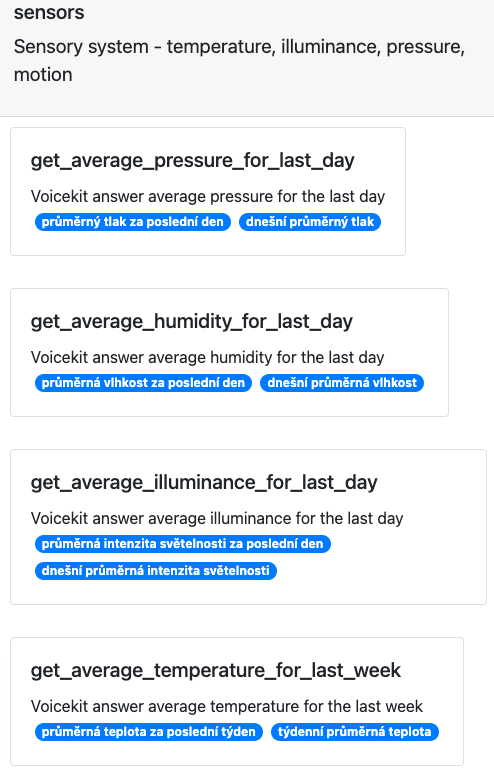 sensors
Sensory system - temperature, illuminance, pressure,
motion
get_average_pressure_for_last_day
Voicekit answer average pressure for the last day
průměrný tlak za poslední den dnešní průměrný tlak
get_average_humidity_for_last_day
Voicekit answer average humidity for the last day
průměrná vlhkost za poslední den dnešní průměrná vlhkost
get_average_illuminance_for_last_day
Voicekit answer average illuminance for the last day
průměrná intenzita světelnosti za poslední den
dnešní průměrná intenzita světelnosti
get_average_temperature_for_last_week
Voicekit answer average temperature for the last week
průměrná teplota za poslední týden týdenní průměrná teplota